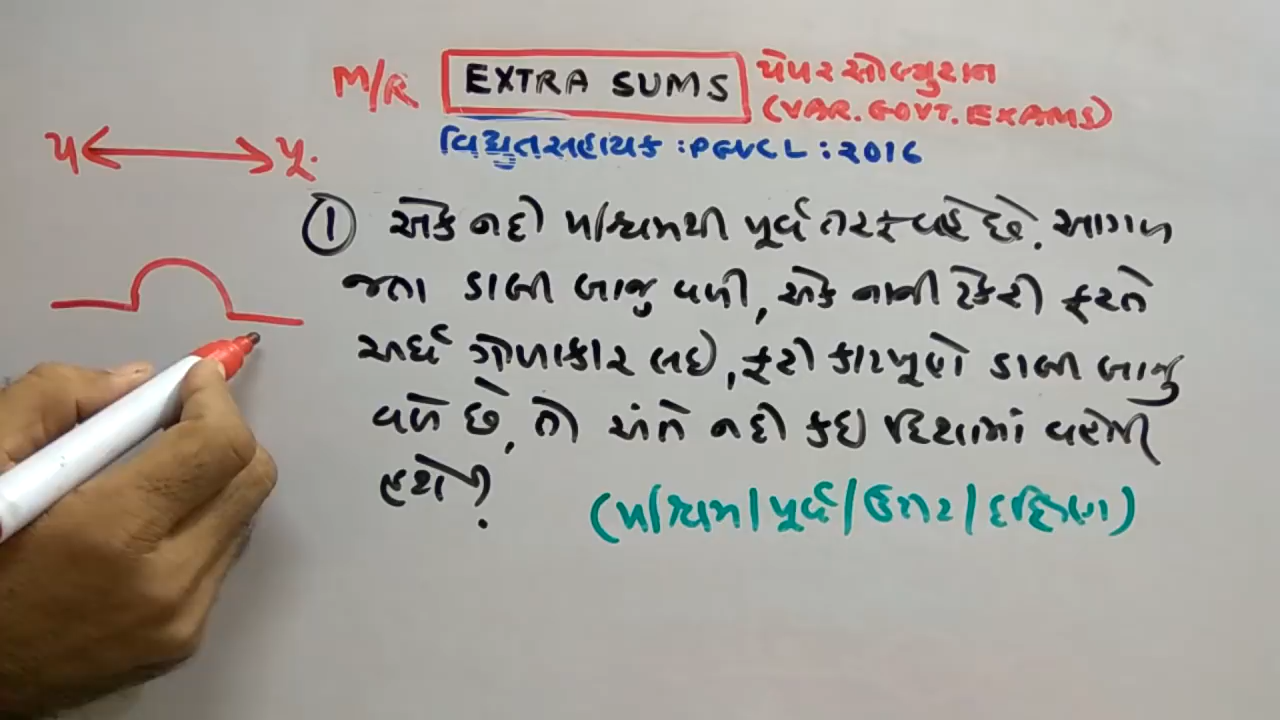 M/R EXTRA SUMS પેપર સોલ્યુશન
(VAR. GOVT. EXAMS)
વિદ્યુતસહાયક : PGVCL : 2016
પ પૂ.
① એક નદી પશ્ચિમથી પૂર્વ તરફ વહે છે. આગળ
જતા ડાબી બાજુ વળી, એક નાની ટેકરી ફરતે
અર્ધ ગોળાકાર લઇ, ફરી કાટખૂણે ડાબી બાજુ
વળે છે, તો અંતે નદી કઇ દિશામાં વહેતી
હશે?
(પશ્ચિમ/પૂર્વ/ઉત્તર/દક્ષિણ)